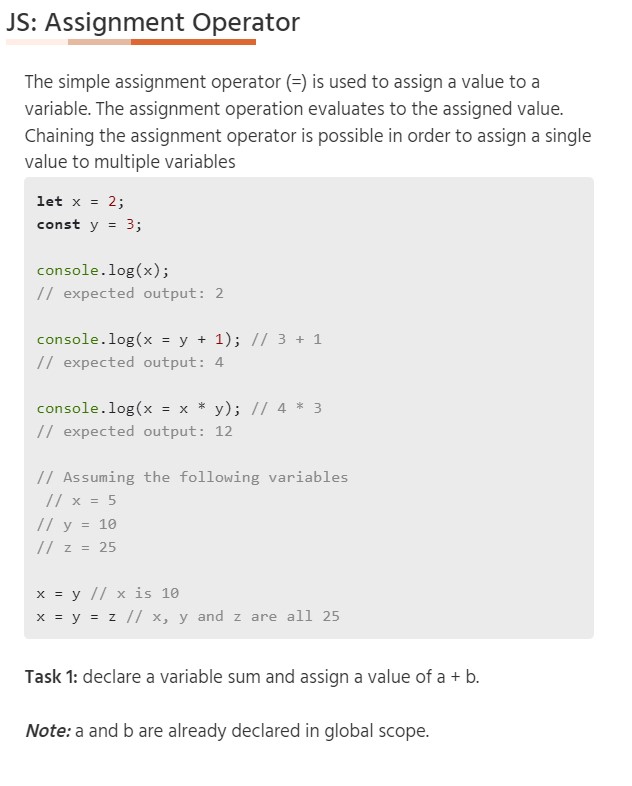 JS: Assignment Operator
The simple assignment operator (=) is used to assign a value to a
variable. The assignment operation evaluates to the assigned value.
Chaining the assignment operator is possible in order to assign a single
value to multiple variables
let x = 2;
const y = 3;
console.log(x);
// expected output: 2
console.log(x = y + 1); // 3 + 1
// expected output: 4
console.log(x = x * y); // 4 * 3
// expected output: 12
// Assuming the following variables
// x = 5
// y = 10
// z = 25
x = y // x is 10
x = y = z // x, y and z are all 25
Task 1: declare a variable sum and assign a value of a + b.
Note: a and b are already declared in global scope.